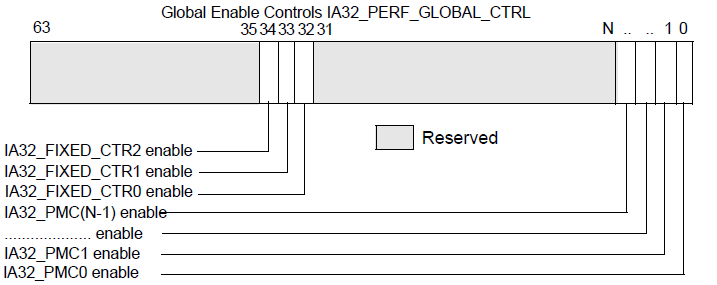 Global Enable Controls IA32_PERF_GLOBAL_CTRL
63 35 34 33 32 31 N .. .. 1 0
Reserved
IA32_FIXED_CTR2 enable
IA32_FIXED_CTR1 enable
IA32_FIXED_CTR0 enable
IA32_PMC(N-1) enable
.................... enable
IA32_PMC1 enable
IA32_PMC0 enable